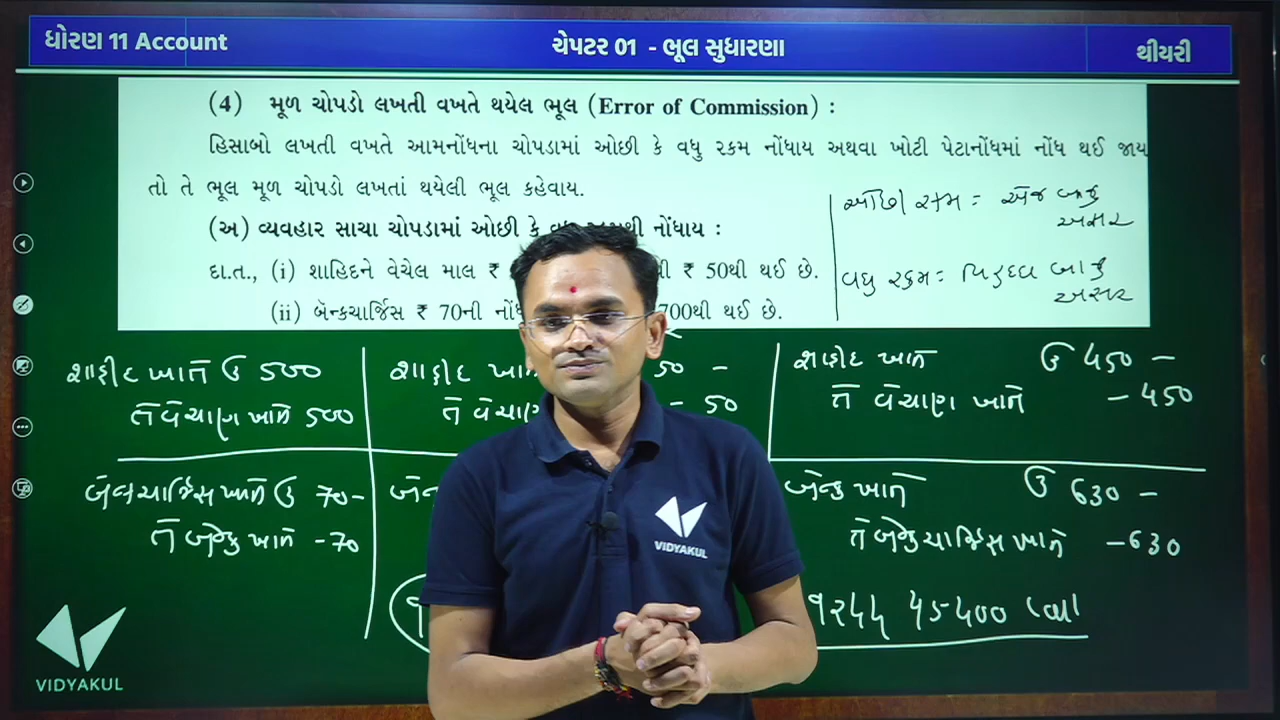 ધોરણ 11 Account
ચેપ્ટર 01 - ભૂલ સુધારણા
થીયરી
(4) મૂળ ચોપડો લખતી વખતે થયેલ ભૂલ (Error of Commission) :
હિસાબો લખતી વખતે આમનોંધના ચોપડામાં ઓછી કે વધુ રકમ નોંધાય અથવા ખોટી પેટાનોંધમાં નોંધ થઈ જાય
તો તે ભૂલ મૂળ ચોપડો લખતાં થયેલી ભૂલ કહેવાય.
(અ) વ્યવહાર સાચા ચોપડામાં ઓછી કે નોંધાય :
દા.ત., (i) શાહિદને વેચેલ માલ ₹ ₹ 50થી થઈ છે.
(ii) બૅન્કચાર્જિસ ₹ 70ની 700થી થઈ છે.
ઓછી રકમ = એજ બાજુ
અસર
વધુ રકમ = વિરુદ્ધ બાજુ
અસર
શાહીદ ખાતે ઉ 500
તે વેચાણ ખાતે 500
શાહીદ 50 -
તે - 50
શાહીદ ખાતે ઉ 450 -
તે વેચાણ ખાતે - 450
બેંકચાર્જિસ ખાતે ઉ 70 -
તે બેન્ક ખાતે - 70
બેન્ક ખાતે ઉ 630 -
તે બેન્કચાર્જિસ ખાતે - 630
VIDYAKUL
VIDYAKUL